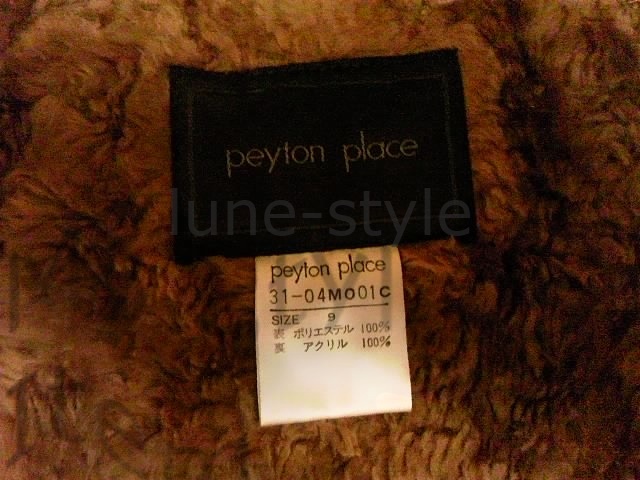 peyton place
lune-style
peyton place
31-04MO01C
SIZE 9
表 ポリエステル 100%
裏 アクリル 100%